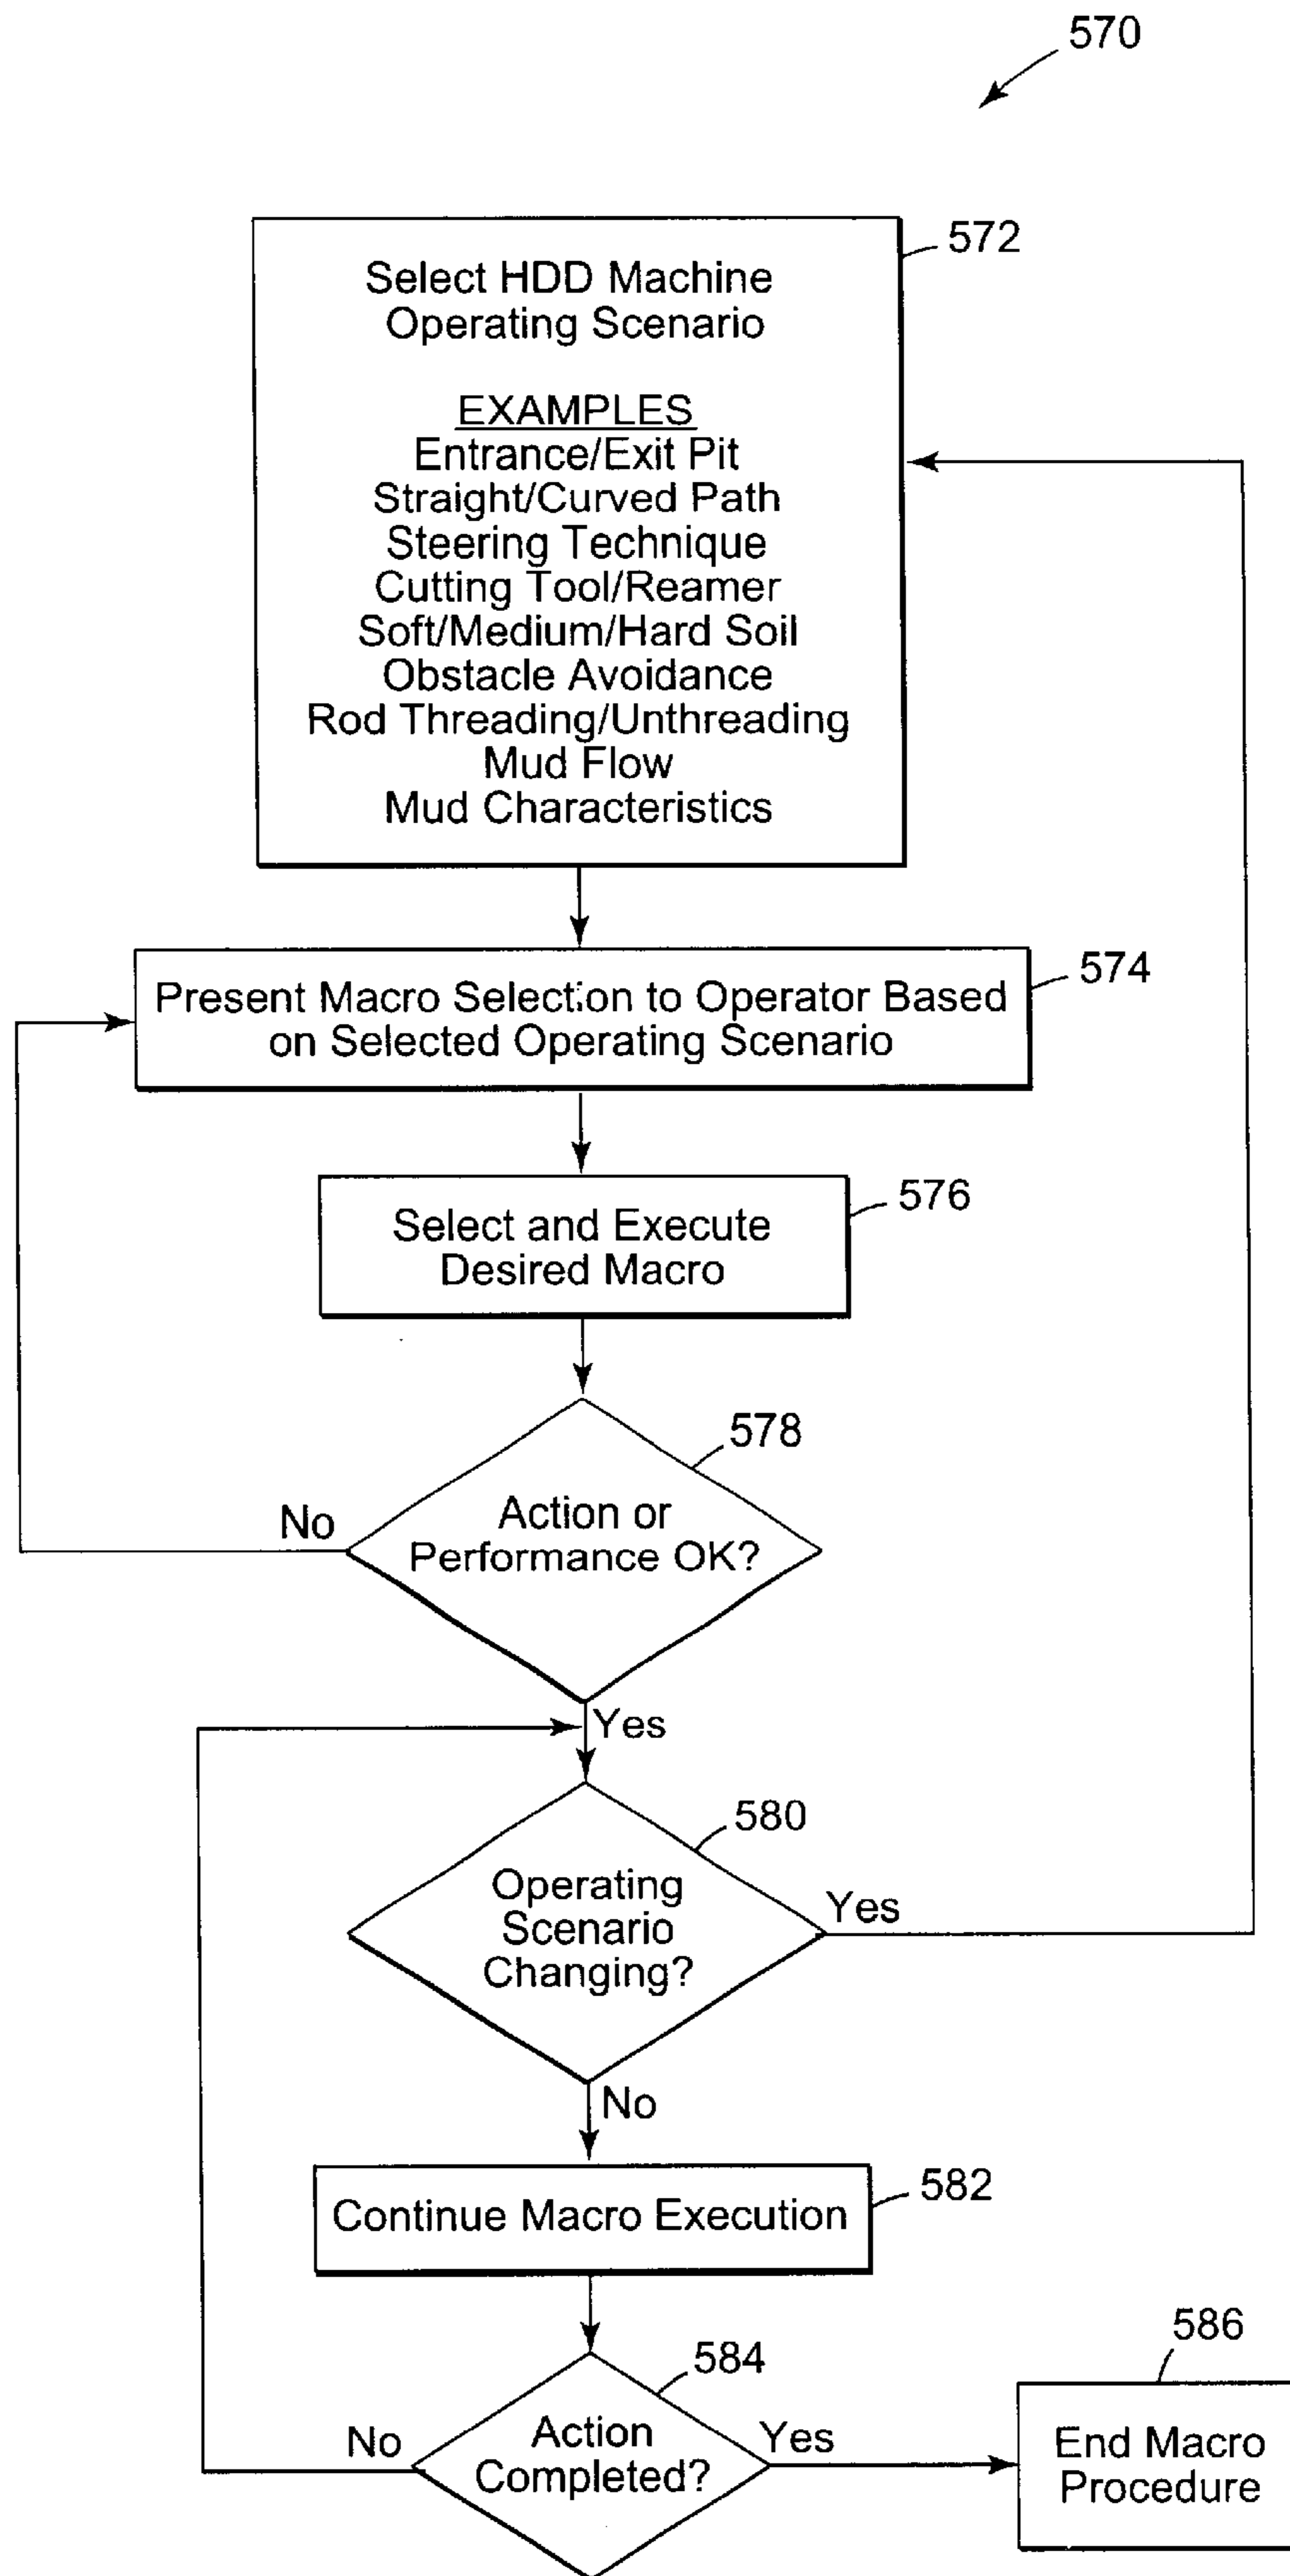 570
572
Select HDD Machine
Operating Scenario
EXAMPLES
Entrance/Exit Pit
Straight/Curved Path
Steering Technique
Cutting Tool/Reamer
Soft/Medium/Hard Soil
Obstacle Avoidance
Rod Threading/Unthreading
Mud Flow
Mud Characteristics
574
Present Macro Selection to Operator Based
on Selected Operating Scenario
576
Select and Execute
Desired Macro
578
Action or
Performance OK?
No
Yes
580
Operating
Scenario
Changing?
Yes
No
582
Continue Macro Execution
584
Action
Completed?
No
Yes
586
End Macro
Procedure